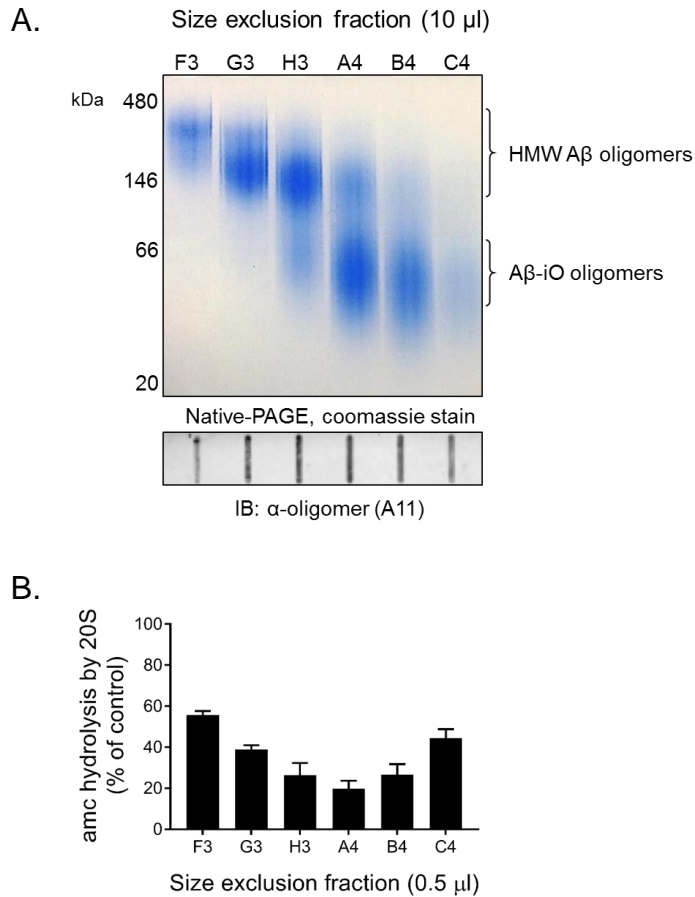 A.
Size exclusion fraction (10 µl)
F3 G3 H3 A4 B4 C4
kDa 480
HMW Aβ oligomers
146
66
Aβ-iO oligomers
20
Native-PAGE, coomassie stain
IB: α-oligomer (A11)
B.
amc hydrolysis by 20S
(% of control)
100
80
60
40
20
0
F3 G3 H3 A4 B4 C4
Size exclusion fraction (0.5 µl)